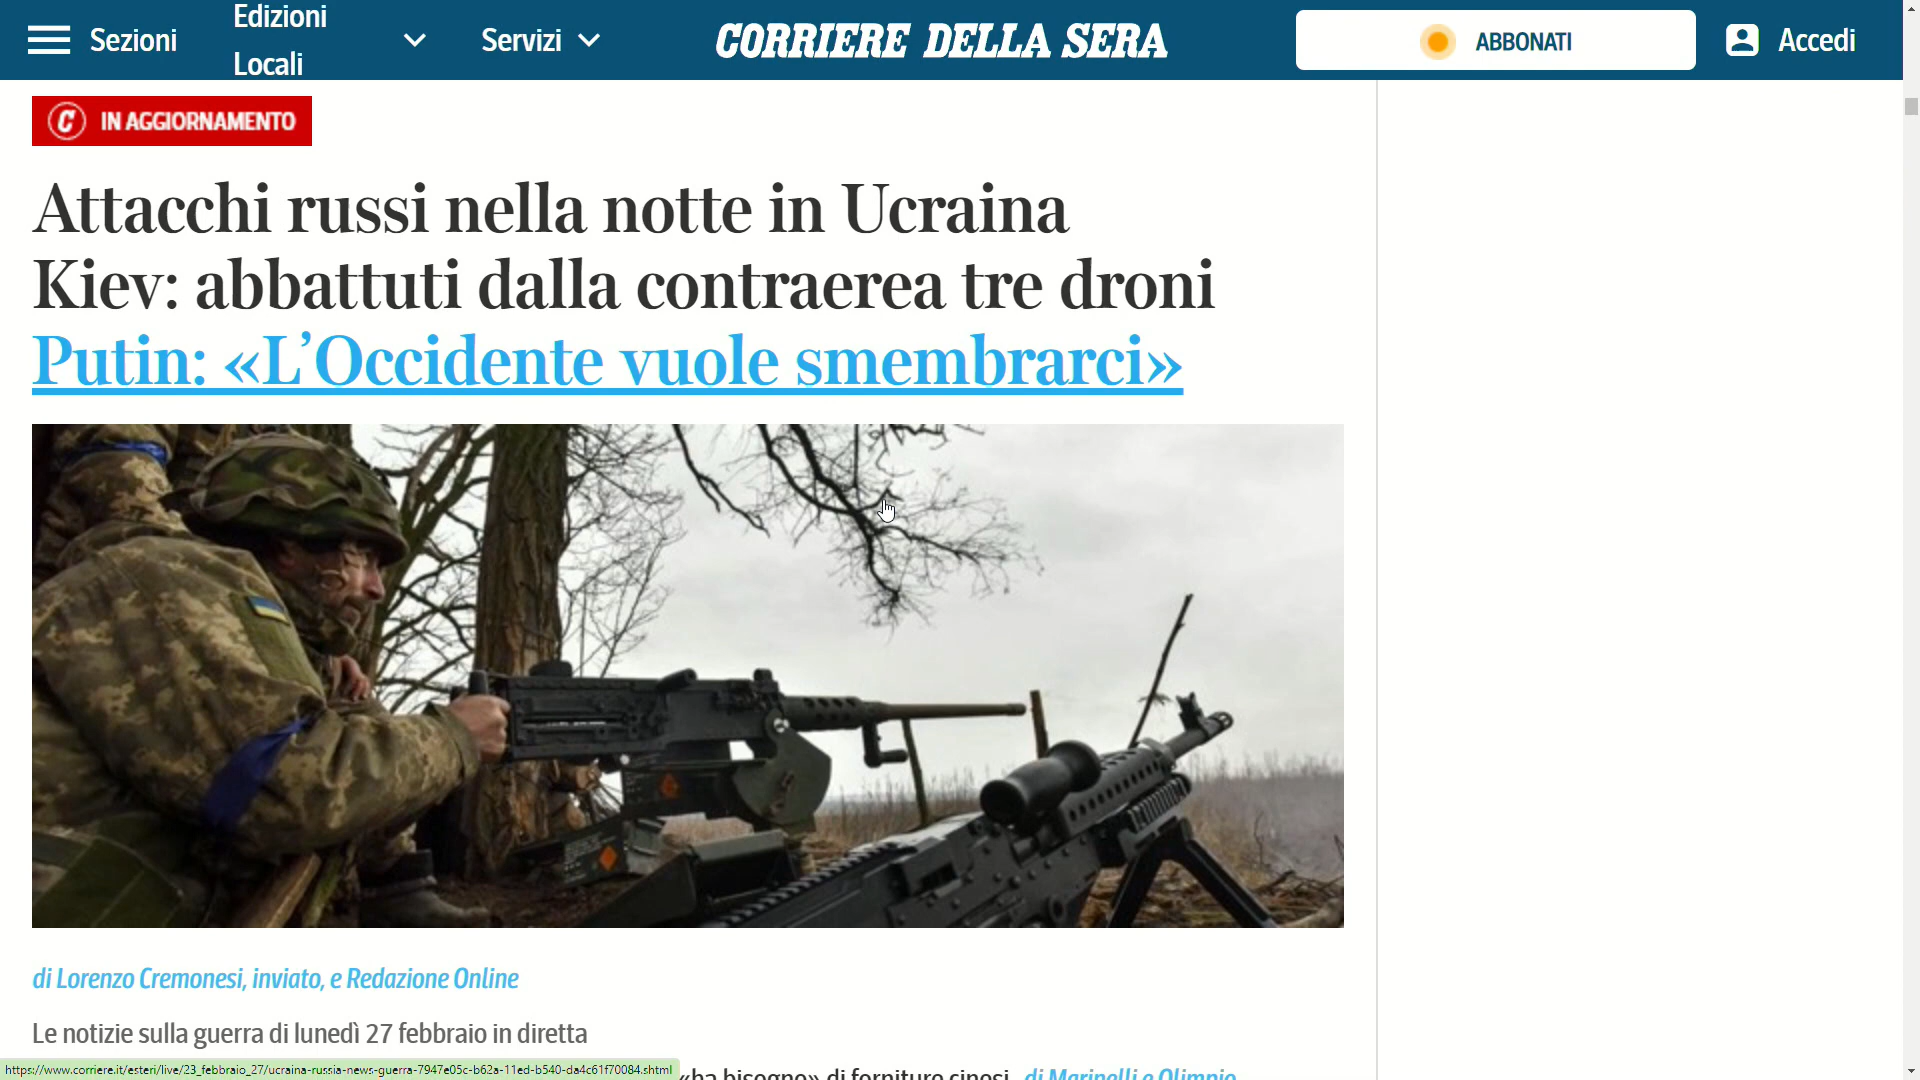 Sezioni
Edizioni
Locali
Servizi
CORRIERE DELLA SERA
ABBONATI
Accedi
C IN AGGIORNAMENTO
Attacchi russi nella notte in Ucraina
Kiev: abbattuti dalla contraerea tre droni
Putin: «L’Occidente vuole smembrarci»
di Lorenzo Cremonesi, inviato, e Redazione Online
Le notizie sulla guerra di lunedì 27 febbraio in diretta
https://www.corriere.it/esteri/live/23_febbraio_27/ucraina-russia-news-guerra-7947e05c-b62a-11ed-b540-da4c61f70084.shtml
«ha bisogno» di forniture cinesi di Marinelli e Olimpio